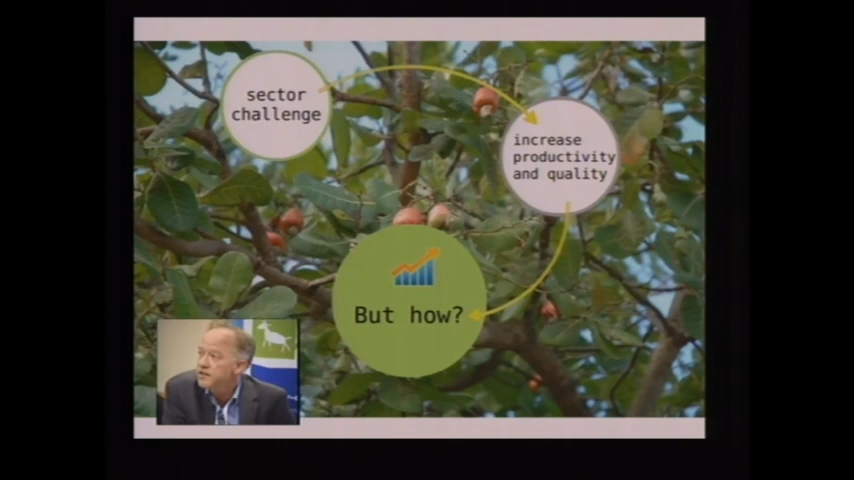 sector
challenge
increase
productivity
and quality
But how?